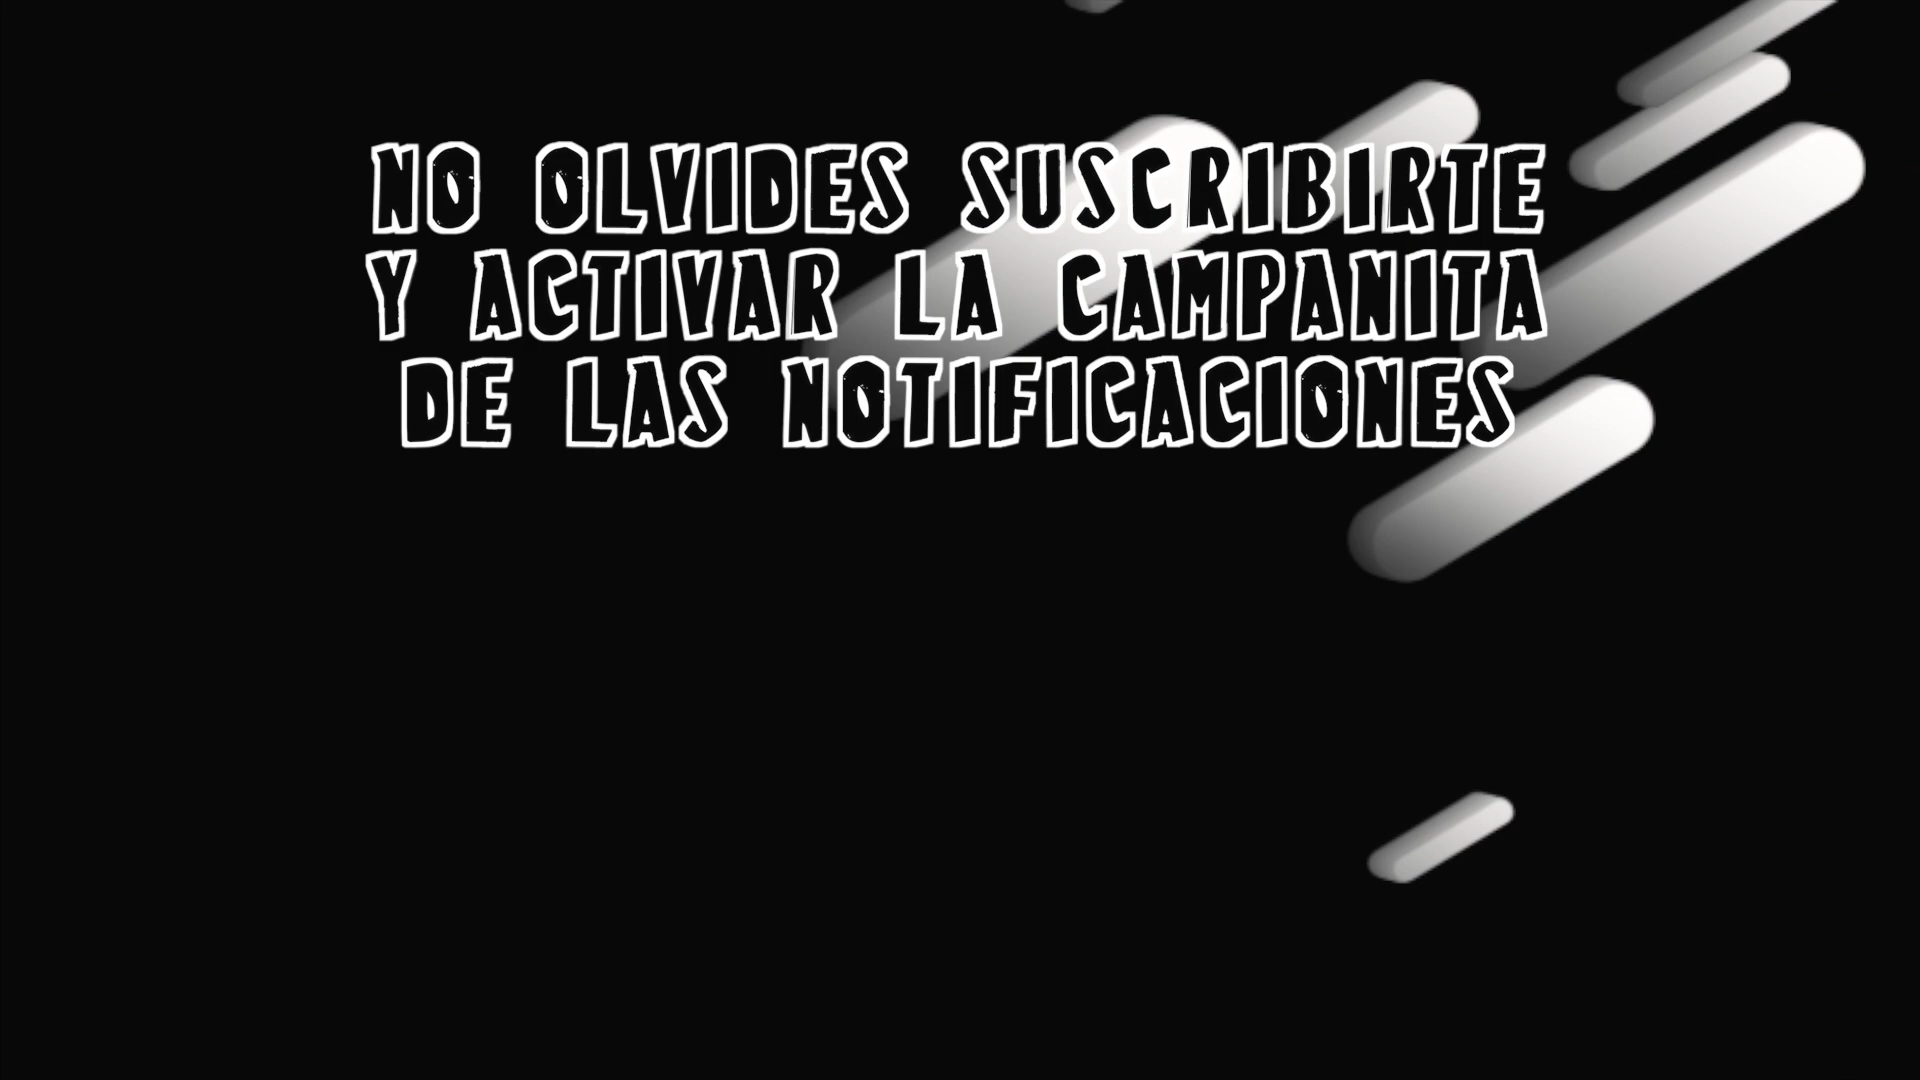 NO OLVIDES SUSCRIBIRTE
Y ACTIVAR LA CAMPANITA
DE LAS NOTIFICACIONES